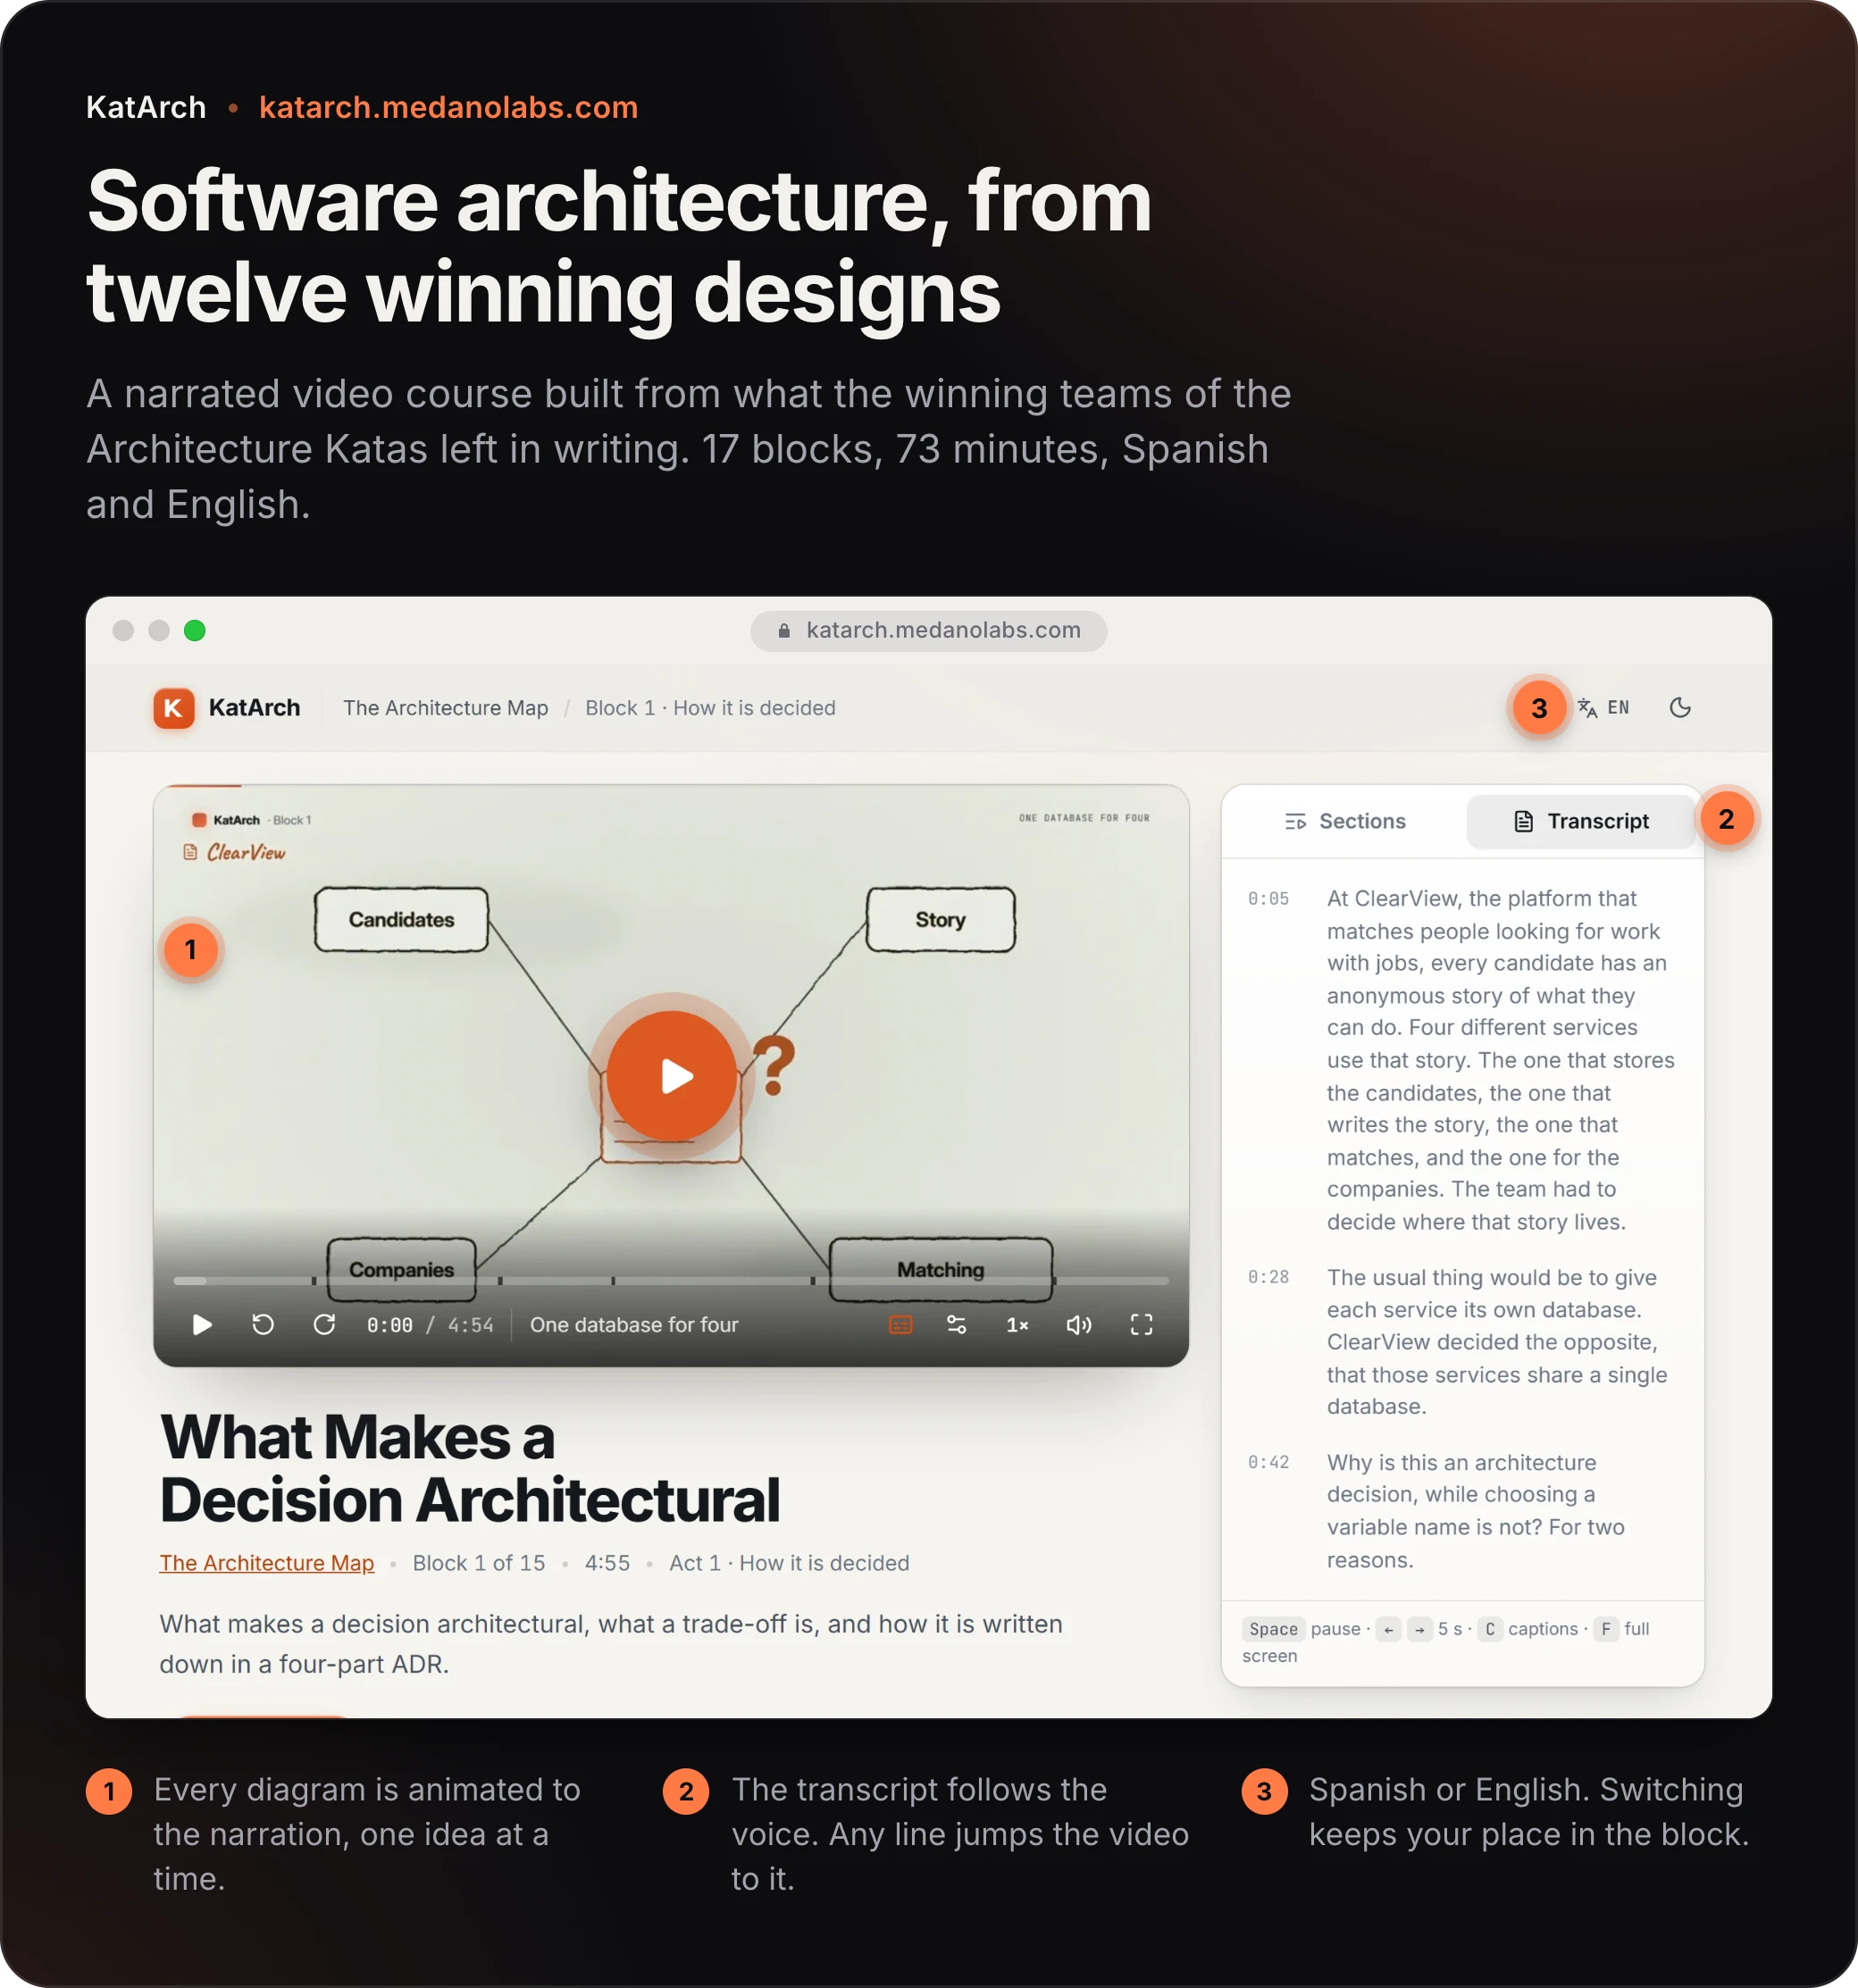 KatArch • katarch.medanolabs.com
Software architecture, from
twelve winning designs
A narrated video course built from what the winning teams of the
Architecture Katas left in writing. 17 blocks, 73 minutes, Spanish
and English.
katarch.medanolabs.com
K KatArch The Architecture Map / Block 1 · How it is decided 3 EN
KatArch · Block 1 ONE DATABASE FOR FOUR
ClearView
Candidates
Story
1
?
Companies
Matching
0:00 / 4:54 One database for four 1×
What Makes a
Decision Architectural
The Architecture Map • Block 1 of 15 • 4:55 • Act 1 · How it is decided
What makes a decision architectural, what a trade-off is, and how it is written
down in a four-part ADR.
Sections Transcript 2
0:05 At ClearView, the platform that
matches people looking for work
with jobs, every candidate has an
anonymous story of what they
can do. Four different services
use that story. The one that stores
the candidates, the one that
writes the story, the one that
matches, and the one for the
companies. The team had to
decide where that story lives.
0:28 The usual thing would be to give
each service its own database.
ClearView decided the opposite,
that those services share a single
database.
0:42 Why is this an architecture
decision, while choosing a
variable name is not? For two
reasons.
Space pause · ← → 5 s · C captions · F full
screen
1 Every diagram is animated to
the narration, one idea at a
time.
2 The transcript follows the
voice. Any line jumps the video
to it.
3 Spanish or English. Switching
keeps your place in the block.